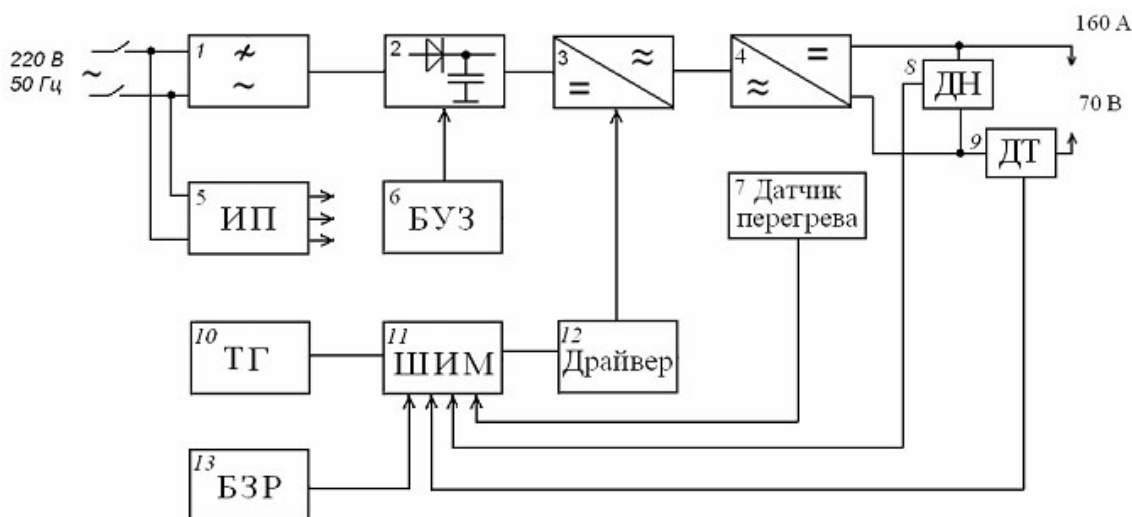 160 А
220 В
50 Гц
~
1
≁
~
2
3
≈
=
4
=
≈
8
ДН
70 В
9
ДТ
5
ИП
6
БУЗ
7 Датчик
перегрева
10
ТГ
11
ШИМ
12
Драйвер
13
БЗР